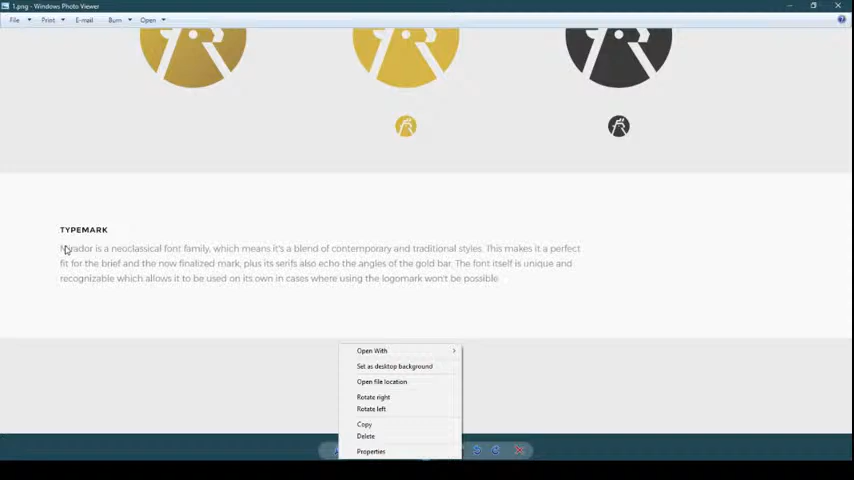 1.png - Windows Photo Viewer
File Print E-mail Burn Open
TYPEMARK
Mirador is a neoclassical font family, which means it's a blend of contemporary and traditional styles. This makes it a perfect
fit for the brief and the now finalized mark, plus its serifs also echo the angles of the gold bar. The font itself is unique and
recognizable which allows it to be used on its own in cases where using the logomark won't be possible.
Open With
Set as desktop background
Open file location
Rotate right
Rotate left
Copy
Delete
Properties